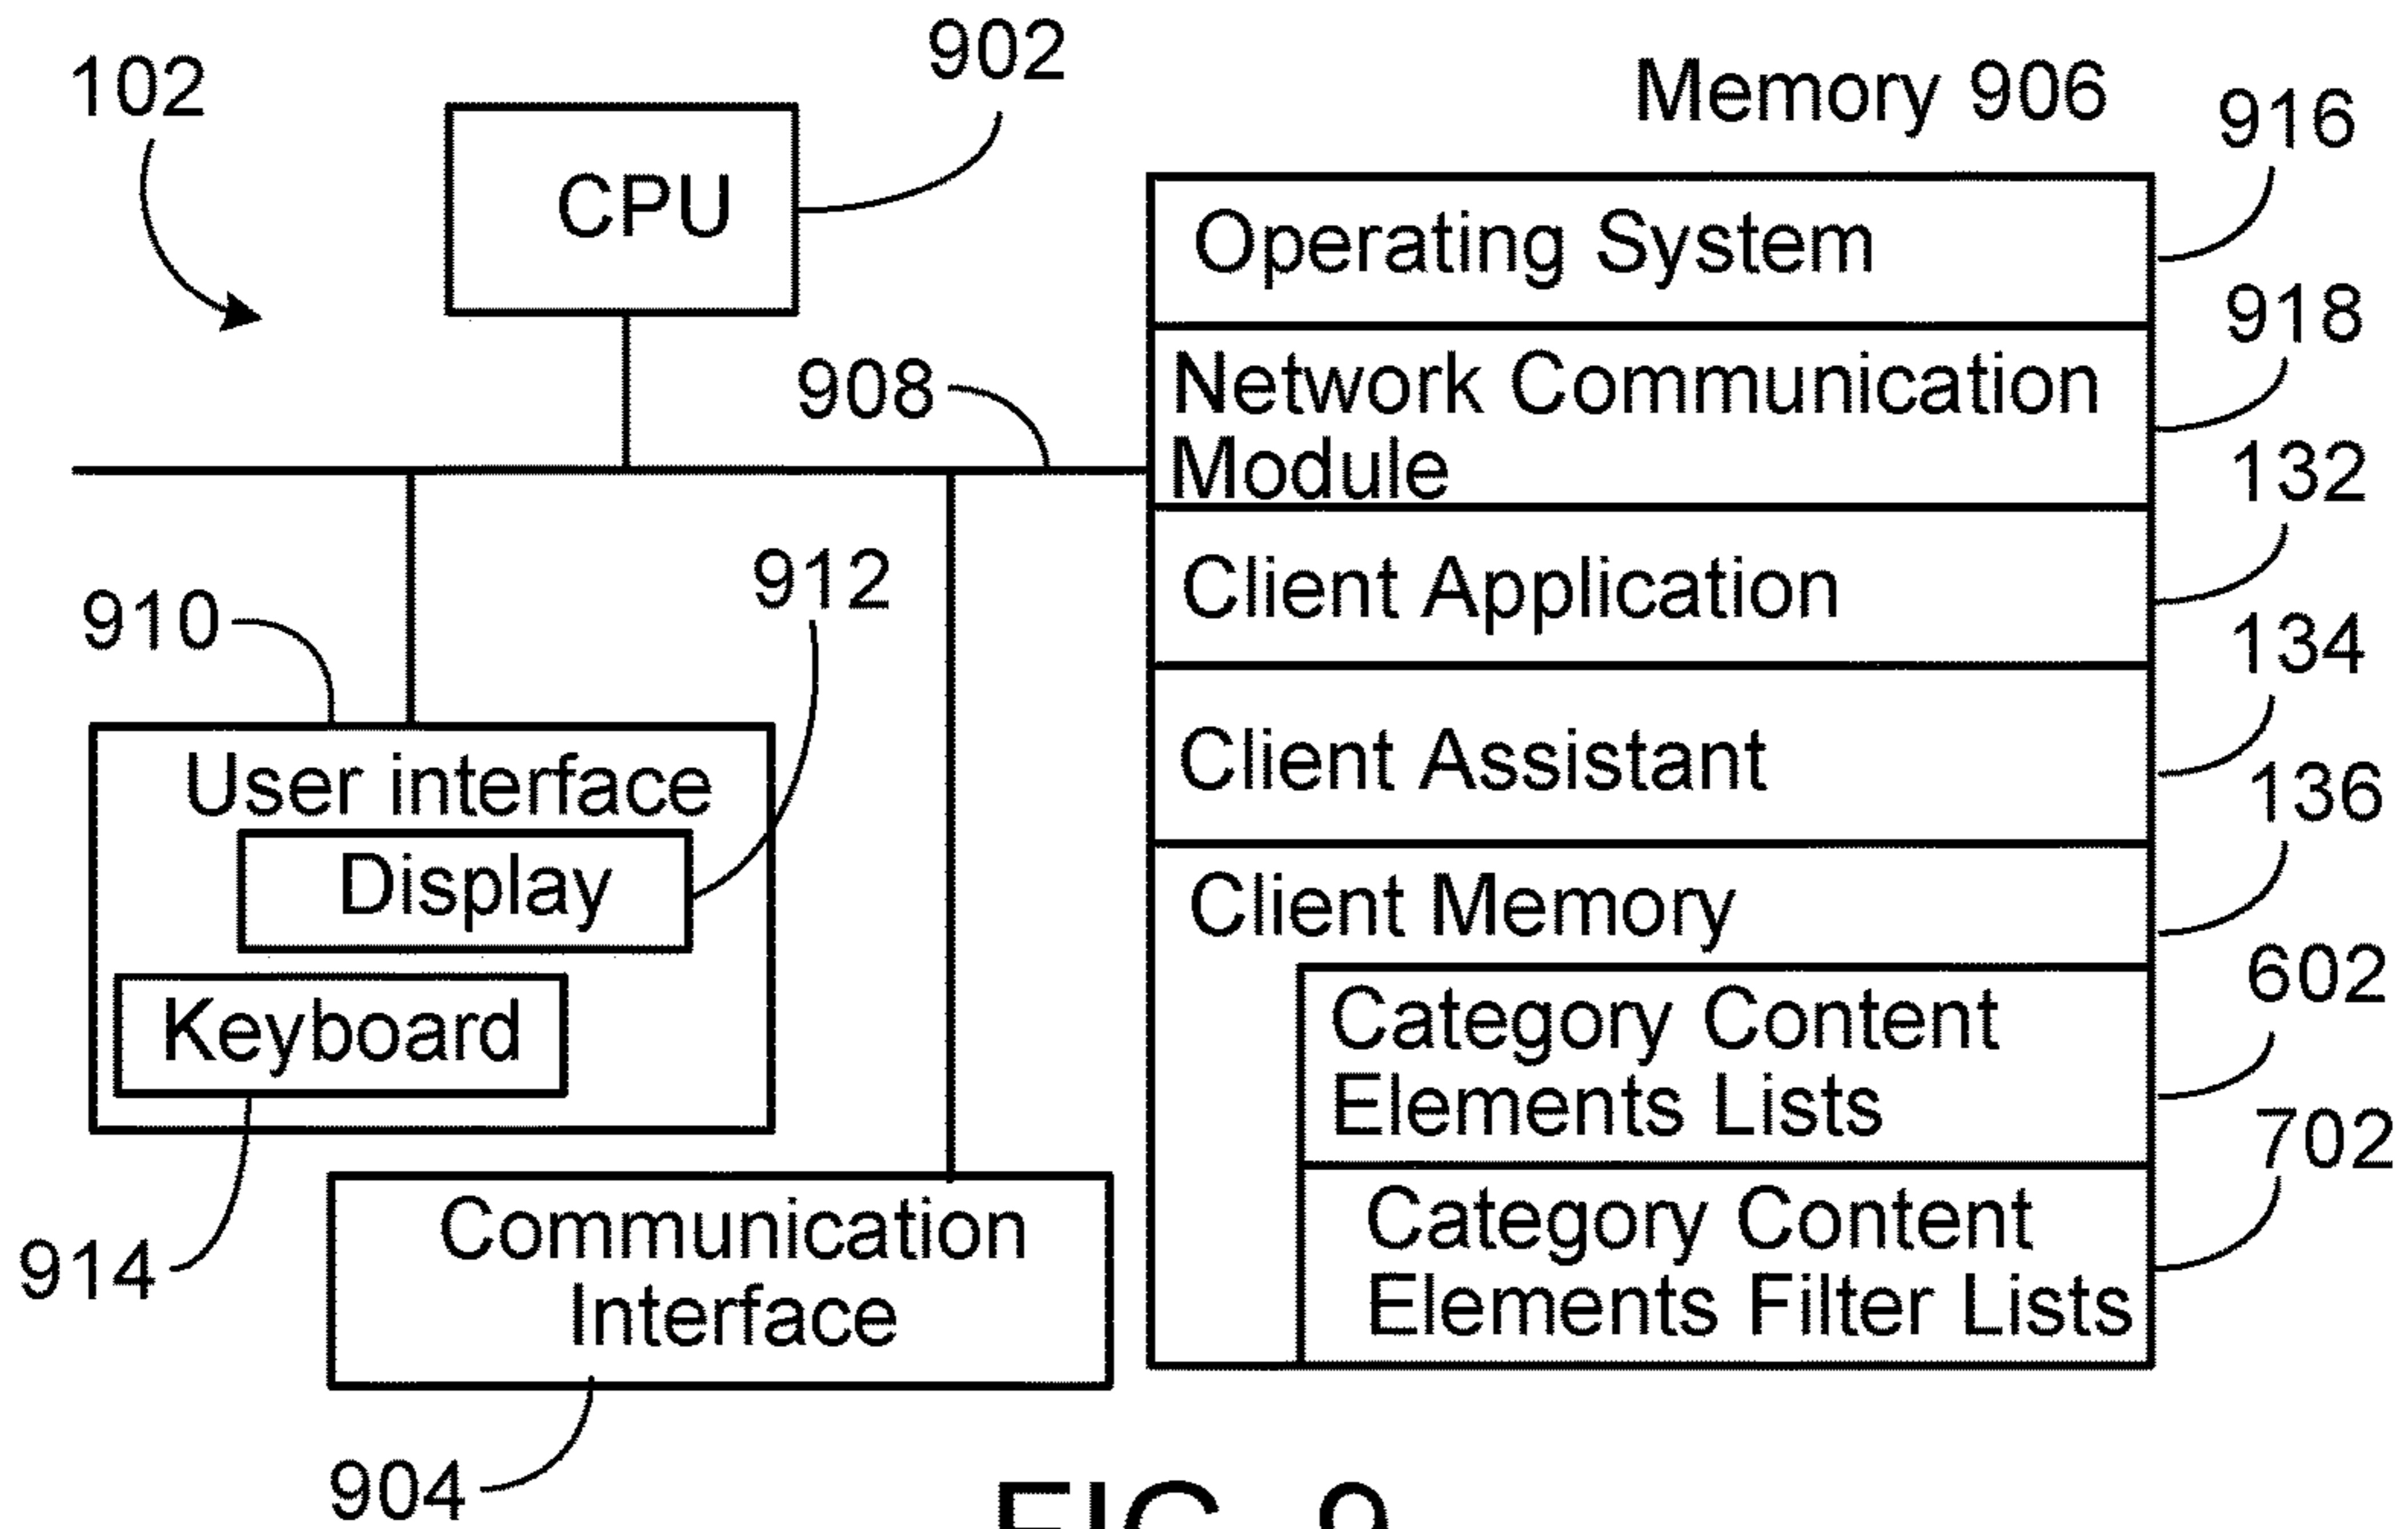 102
902
CPU
Memory 906
916
Operating System
918
908
Network Communication
Module
132
912
Client Application
910
134
Client Assistant
User interface
136
Display
Client Memory
602
Keyboard
Category Content
Elements Lists
702
Communication
Interface
Category Content
Elements Filter Lists
914
904
FIG. 9